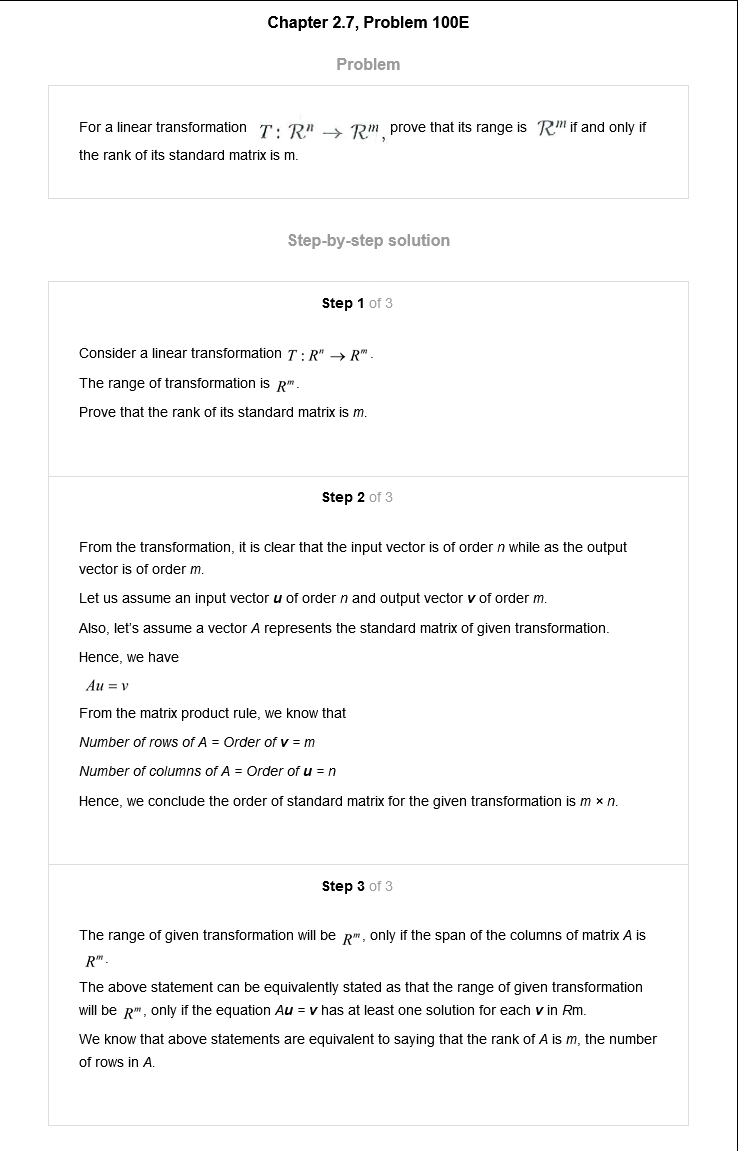 Chapter 2.7, Problem 100E
Problem
For a linear transformation T : Rⁿ → Rᵐ, prove that its range is Rᵐ if and only if
the rank of its standard matrix is m.
Step-by-step solution
Step 1 of 3
Consider a linear transformation T : Rⁿ → Rᵐ.
The range of transformation is Rᵐ.
Prove that the rank of its standard matrix is m.
Step 2 of 3
From the transformation, it is clear that the input vector is of order n while as the output
vector is of order m.
Let us assume an input vector u of order n and output vector v of order m.
Also, let's assume a vector A represents the standard matrix of given transformation.
Hence, we have
Au = v
From the matrix product rule, we know that
Number of rows of A = Order of v = m
Number of columns of A = Order of u = n
Hence, we conclude the order of standard matrix for the given transformation is m × n.
Step 3 of 3
The range of given transformation will be Rᵐ, only if the span of the columns of matrix A is
Rᵐ.
The above statement can be equivalently stated as that the range of given transformation
will be Rᵐ, only if the equation Au = v has at least one solution for each v in Rm.
We know that above statements are equivalent to saying that the rank of A is m, the number
of rows in A.